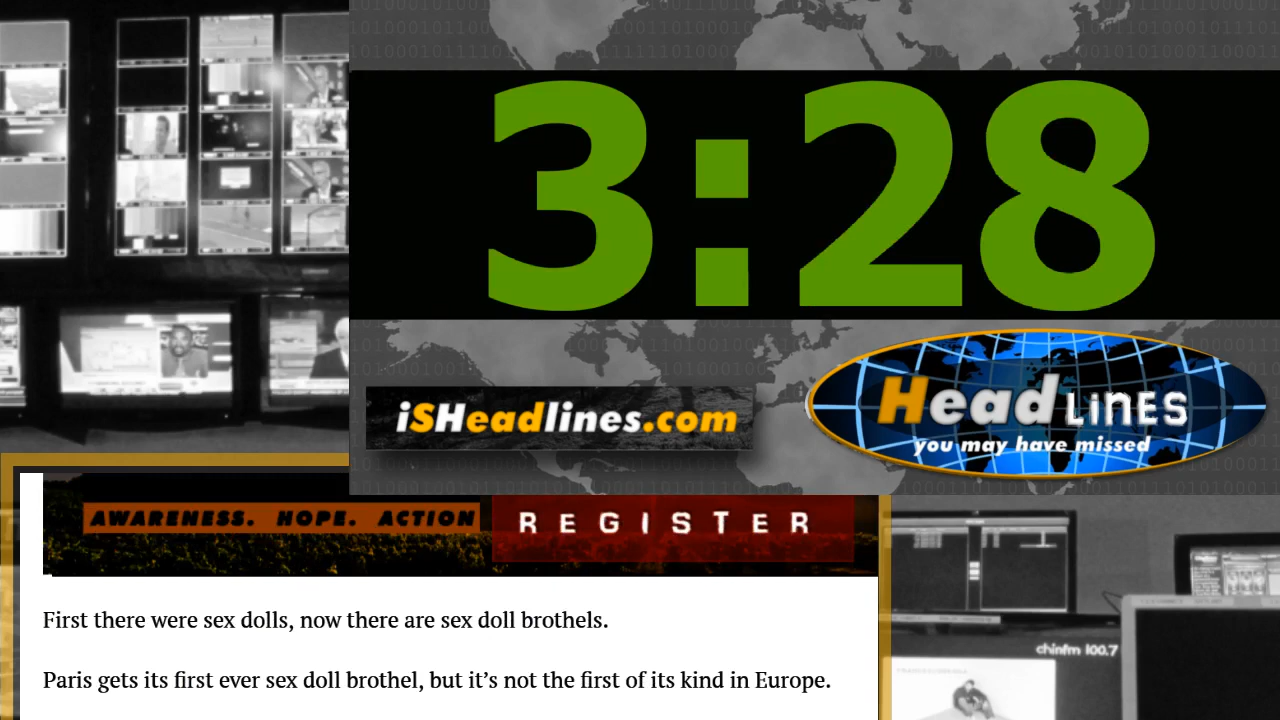 3:28
iSHeadlines.com
HeadLiNES
you may have missed
AWARENESS. HOPE. ACTION
REGISTER
First there were sex dolls, now there are sex doll brothels.
Paris gets its first ever sex doll brothel, but it's not the first of its kind in Europe.
chinfm 100.7